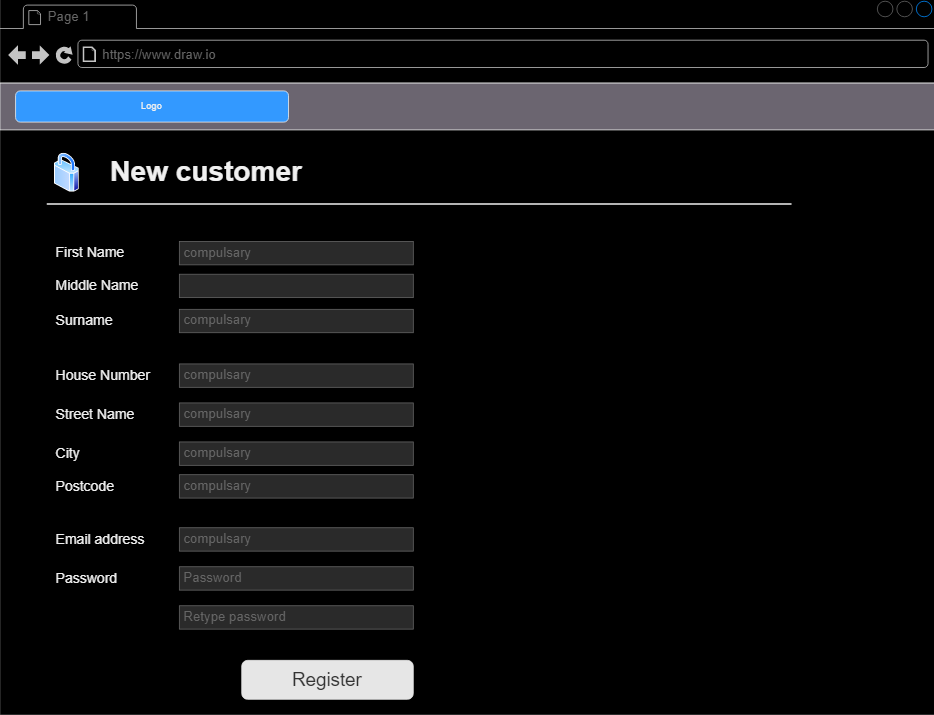 Page 1
https://www.draw.io
Logo
New customer
First Name compulsary
Middle Name
Surname compulsary
House Number compulsary
Street Name compulsary
City compulsary
Postcode compulsary
Email address compulsary
Password Password
Retype password
Register